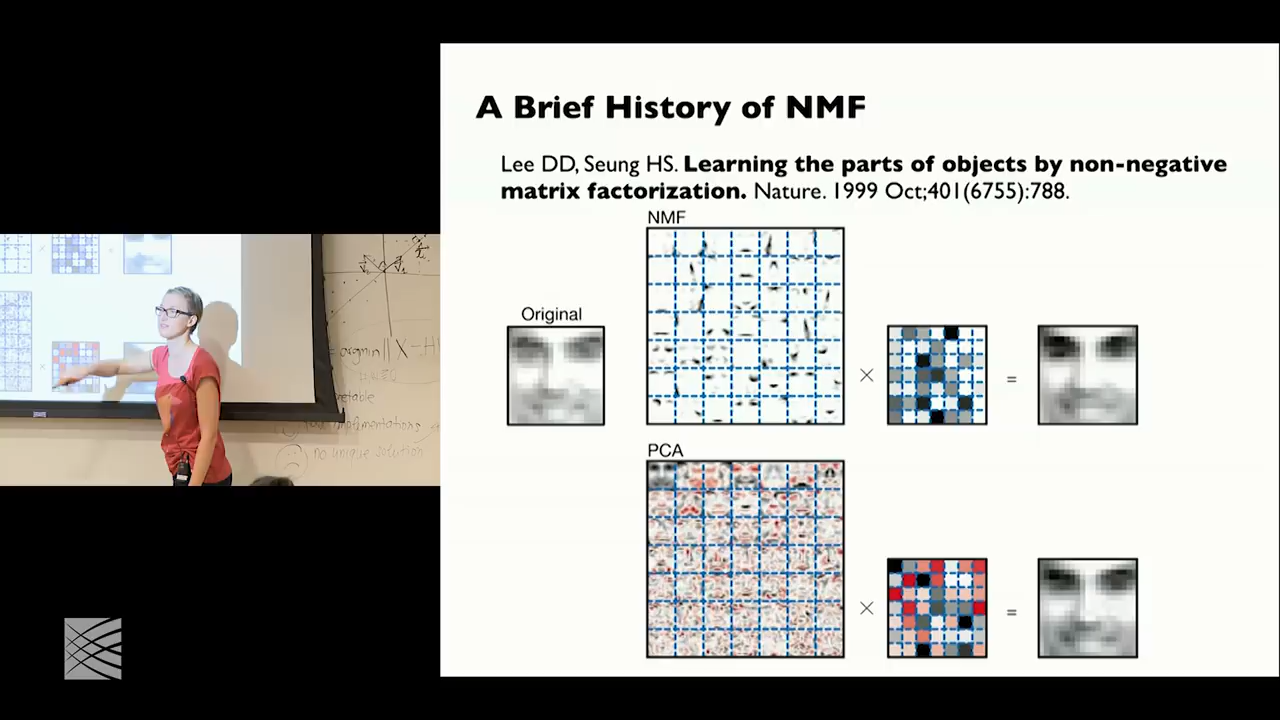 A Brief History of NMF
Lee DD, Seung HS. Learning the parts of objects by non-negative
matrix factorization. Nature. 1999 Oct;401(6755):788.
NMF
Original
×
=
PCA
×
=
argmin || X - H
implementations
no unique solution